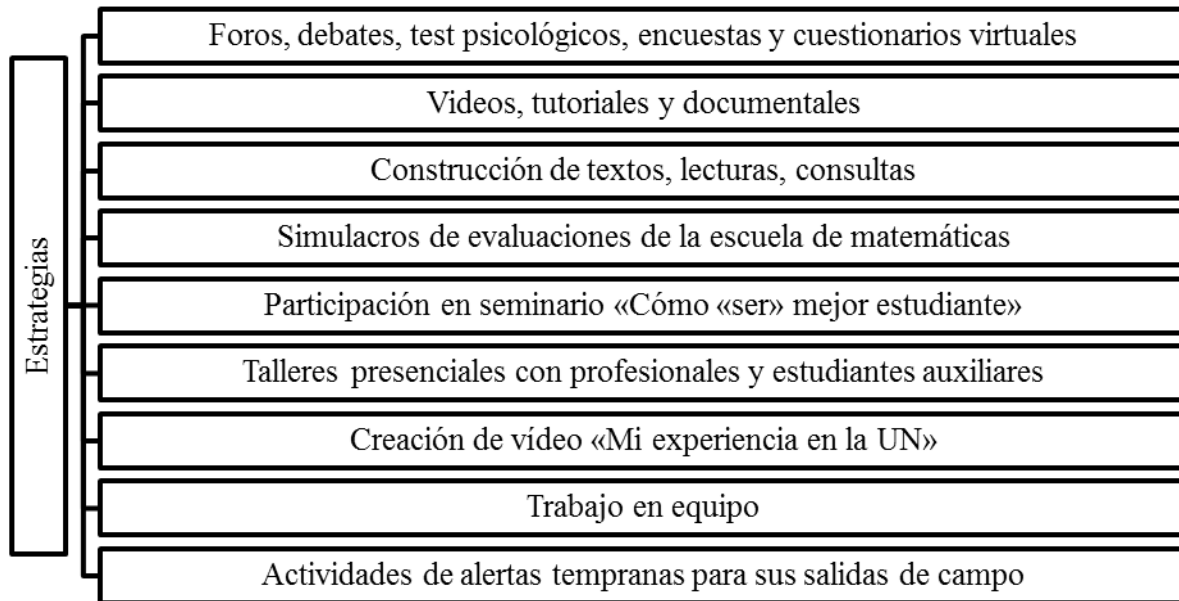 Estrategias
Foros, debates, test psicológicos, encuestas y cuestionarios virtuales
Videos, tutoriales y documentales
Construcción de textos, lecturas, consultas
Simulacros de evaluaciones de la escuela de matemáticas
Participación en seminario «Cómo «ser» mejor estudiante»
Talleres presenciales con profesionales y estudiantes auxiliares
Creación de vídeo «Mi experiencia en la UN»
Trabajo en equipo
Actividades de alertas tempranas para sus salidas de campo